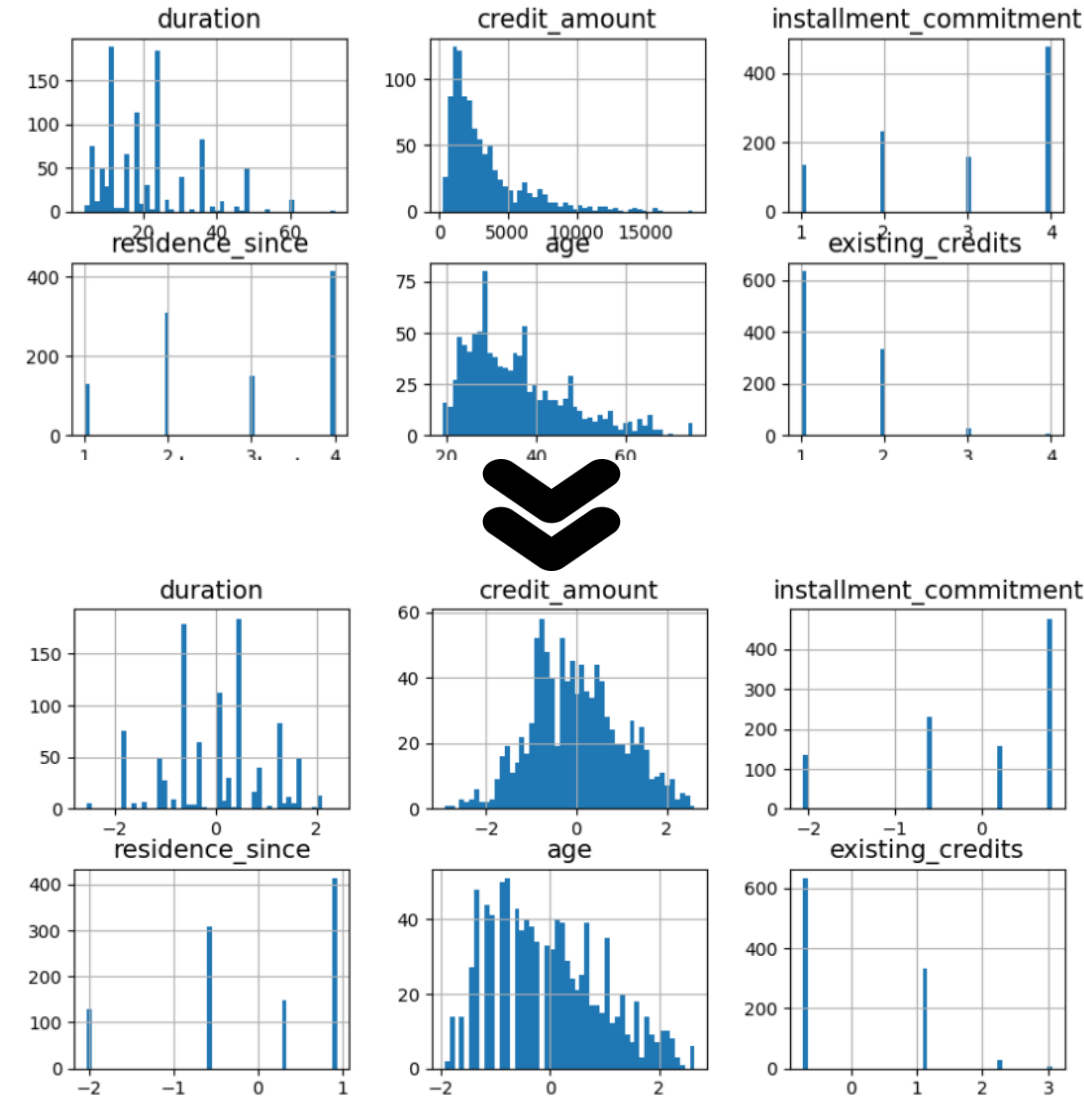 duration credit_amount installment_commitment
150 100 50 0
20 40 60
100 50 0
0 5000 10000 15000
400 200 0
1 2 3 4
residence_since age existing_credits
400 200 0
1 2 3 4
75 50 25 0
20 40 60
600 400 200 0
1 2 3 4
duration credit_amount installment_commitment
150 100 50 0
−2 0 2
60 40 20 0
−2 0 2
400 300 200 100 0
−2 −1 0
residence_since age existing_credits
400 300 200 100 0
−2 −1 0 1
40 20 0
−2 0 2
600 400 200 0
0 1 2 3